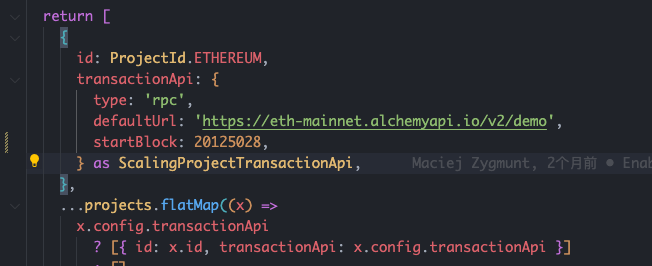 return [
{
id: ProjectId.ETHEREUM,
transactionApi: {
type: 'rpc',
defaultUrl: 'https://eth-mainnet.alchemyapi.io/v2/demo',
startBlock: 20125028,
} as ScalingProjectTransactionApi, Maciej Zygmunt, 2个月前 • Enab
},
...projects.flatMap((x) =>
x.config.transactionApi
? [{ id: x.id, transactionApi: x.config.transactionApi }]
: []